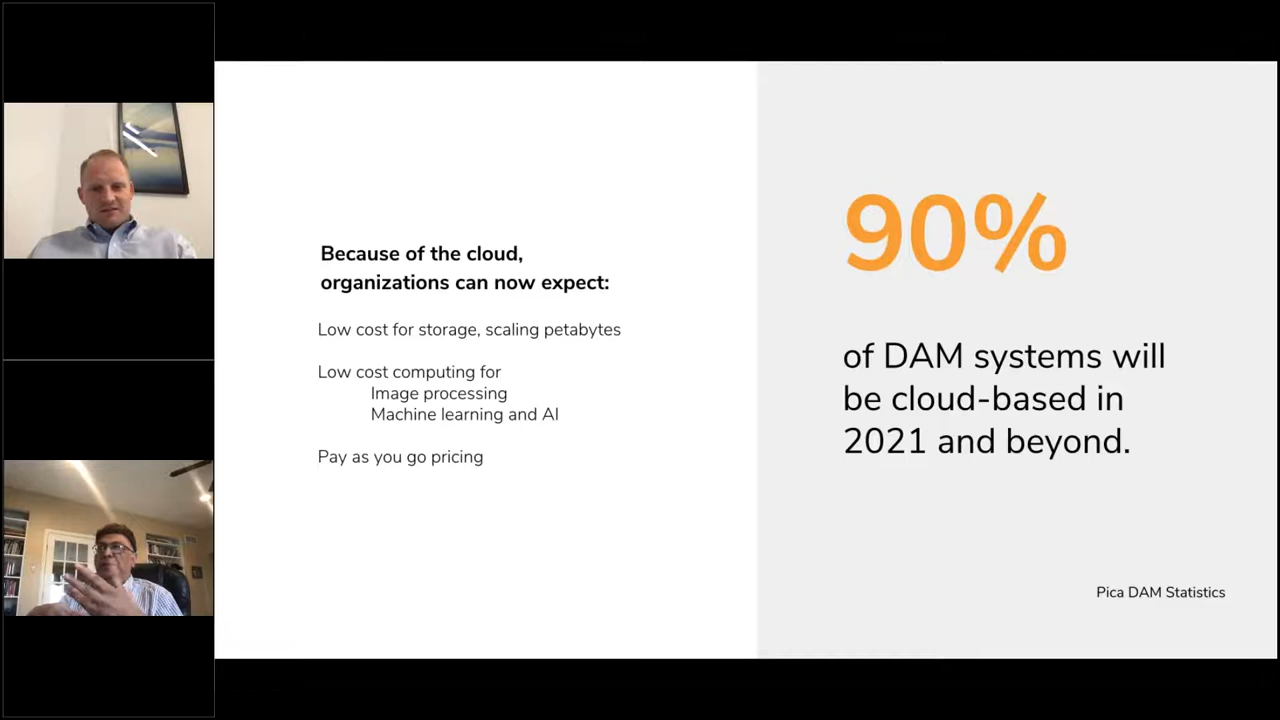 Because of the cloud,
organizations can now expect:
Low cost for storage, scaling petabytes
Low cost computing for
Image processing
Machine learning and AI
Pay as you go pricing
90%
of DAM systems will
be cloud-based in
2021 and beyond.
Pica DAM Statistics